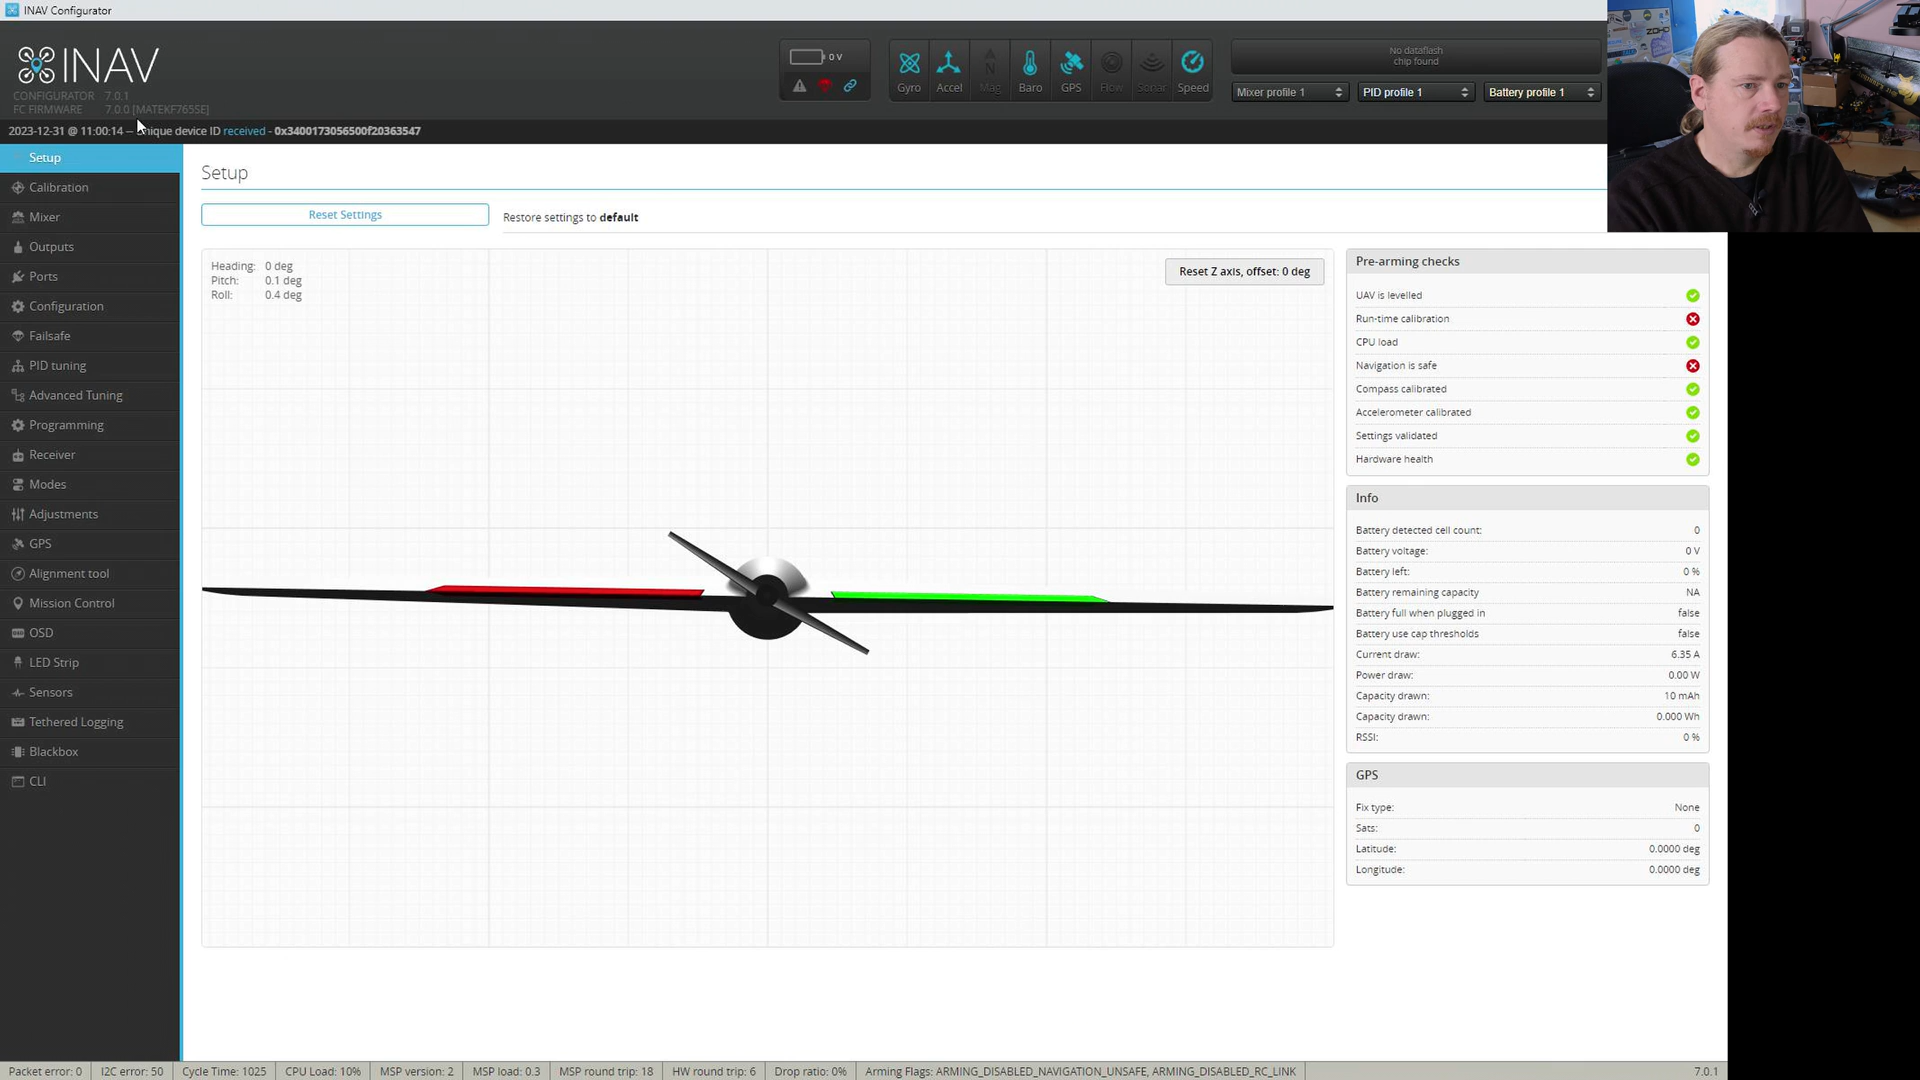 INAV Configurator
INAV
CONFIGURATOR 7.0.1
FC FIRMWARE 7.0.0 [MATEKF765SE]
0 V
Gyro
Accel
Mag
Baro
GPS
Flow
Sonar
Speed
No dataflash
chip found
Mixer profile 1
PID profile 1
Battery profile 1
2023-12-31 @ 11:00:14 -- Unique device ID received - 0x3400173056500f20363547
Setup
Calibration
Mixer
Outputs
Ports
Configuration
Failsafe
PID tuning
Advanced Tuning
Programming
Receiver
Modes
Adjustments
GPS
Alignment tool
Mission Control
OSD
LED Strip
Sensors
Tethered Logging
Blackbox
CLI
Setup
Reset Settings
Restore settings to default
Heading: 0 deg
Pitch: 0.1 deg
Roll: 0.4 deg
Reset Z axis, offset: 0 deg
Pre-arming checks
UAV is levelled
Run-time calibration
CPU load
Navigation is safe
Compass calibrated
Accelerometer calibrated
Settings validated
Hardware health
Info
Battery detected cell count: 0
Battery voltage: 0 V
Battery left: 0 %
Battery remaining capacity NA
Battery full when plugged in false
Battery use cap thresholds false
Current draw: 6.35 A
Power draw: 0.00 W
Capacity drawn: 10 mAh
Capacity drawn: 0.000 Wh
RSSI: 0 %
GPS
Fix type: None
Sats: 0
Latitude: 0.0000 deg
Longitude: 0.0000 deg
Packet error: 0 I2C error: 50 Cycle Time: 1025 CPU Load: 10% MSP version: 2 MSP load: 0.3 MSP round trip: 18 HW round trip: 6 Drop ratio: 0% Arming Flags: ARMING_DISABLED_NAVIGATION_UNSAFE, ARMING_DISABLED_RC_LINK 7.0.1